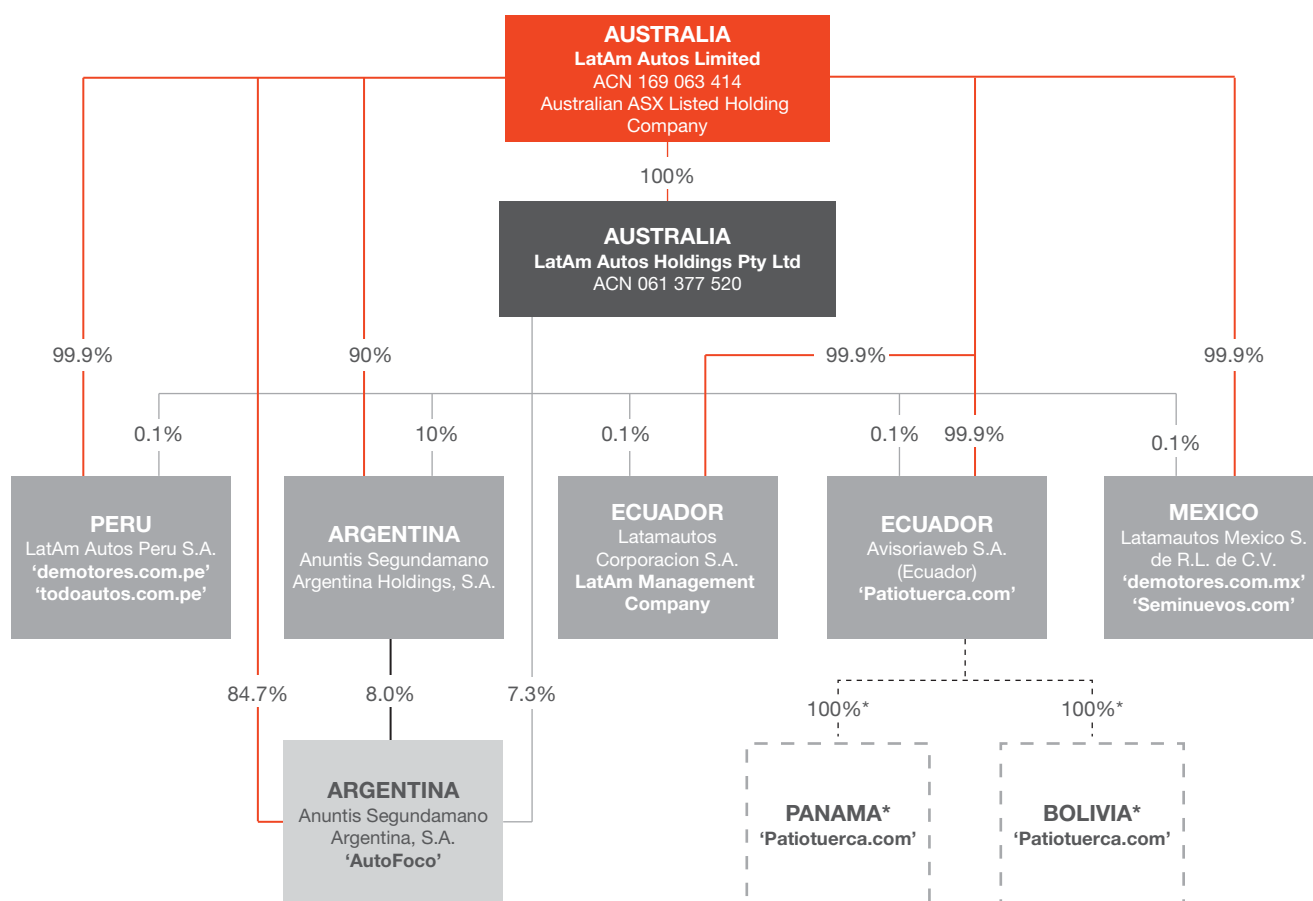 AUSTRALIA
LatAm Autos Limited
ACN 169 063 414
Australian ASX Listed Holding
Company
100%
AUSTRALIA
LatAm Autos Holdings Pty Ltd
ACN 061 377 520
99.9%
90%
99.9%
99.9%
0.1%
10%
0.1%
0.1%
99.9%
0.1%
PERU
LatAm Autos Peru S.A.
‘demotores.com.pe’
‘todoautos.com.pe’
ARGENTINA
Anuntis Segundamano
Argentina Holdings, S.A.
ECUADOR
Latamautos
Corporacion S.A.
LatAm Management
Company
ECUADOR
Avisoriaweb S.A.
(Ecuador)
‘Patiotuerca.com’
MEXICO
Latamautos Mexico S.
de R.L. de C.V.
‘demotores.com.mx’
‘Seminuevos.com’
84.7%
8.0%
7.3%
100%*
100%*
ARGENTINA
Anuntis Segundamano
Argentina, S.A.
‘AutoFoco’
PANAMA*
‘Patiotuerca.com’
BOLIVIA*
‘Patiotuerca.com’